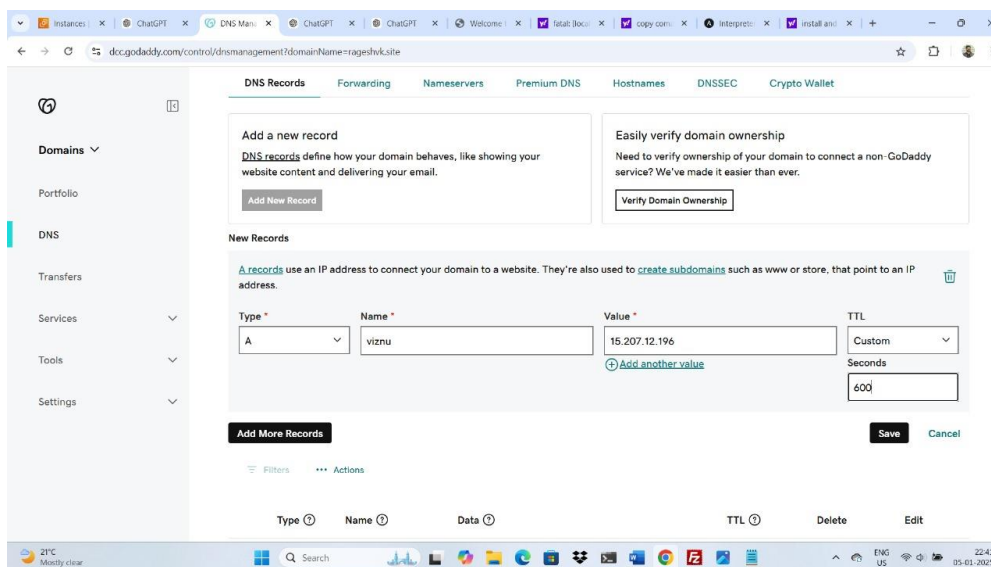 Instances
ChatGPT
DNS Mana
ChatGPT
ChatGPT
Welcome
fatal: [local
copy com
Interprete
install and
dcc.godaddy.com/control/dnsmanagement?domainName=rageshvk.site
DNS Records Forwarding Nameservers Premium DNS Hostnames DNSSEC Crypto Wallet
Domains
Portfolio
DNS
Transfers
Services
Tools
Settings
Add a new record
DNS records define how your domain behaves, like showing your
website content and delivering your email.
Add New Record
Easily verify domain ownership
Need to verify ownership of your domain to connect a non-GoDaddy
service? We've made it easier than ever.
Verify Domain Ownership
New Records
A records use an IP address to connect your domain to a website. They're also used to create subdomains such as www or store, that point to an IP
address.
Type * Name * Value * TTL
A viznu 15.207.12.196 Custom
Add another value Seconds
600
Add More Records Save Cancel
Filters Actions
Type Name Data TTL Delete Edit
21°C
Mostly clear
Search
ENG
US
22:4
05-01-202